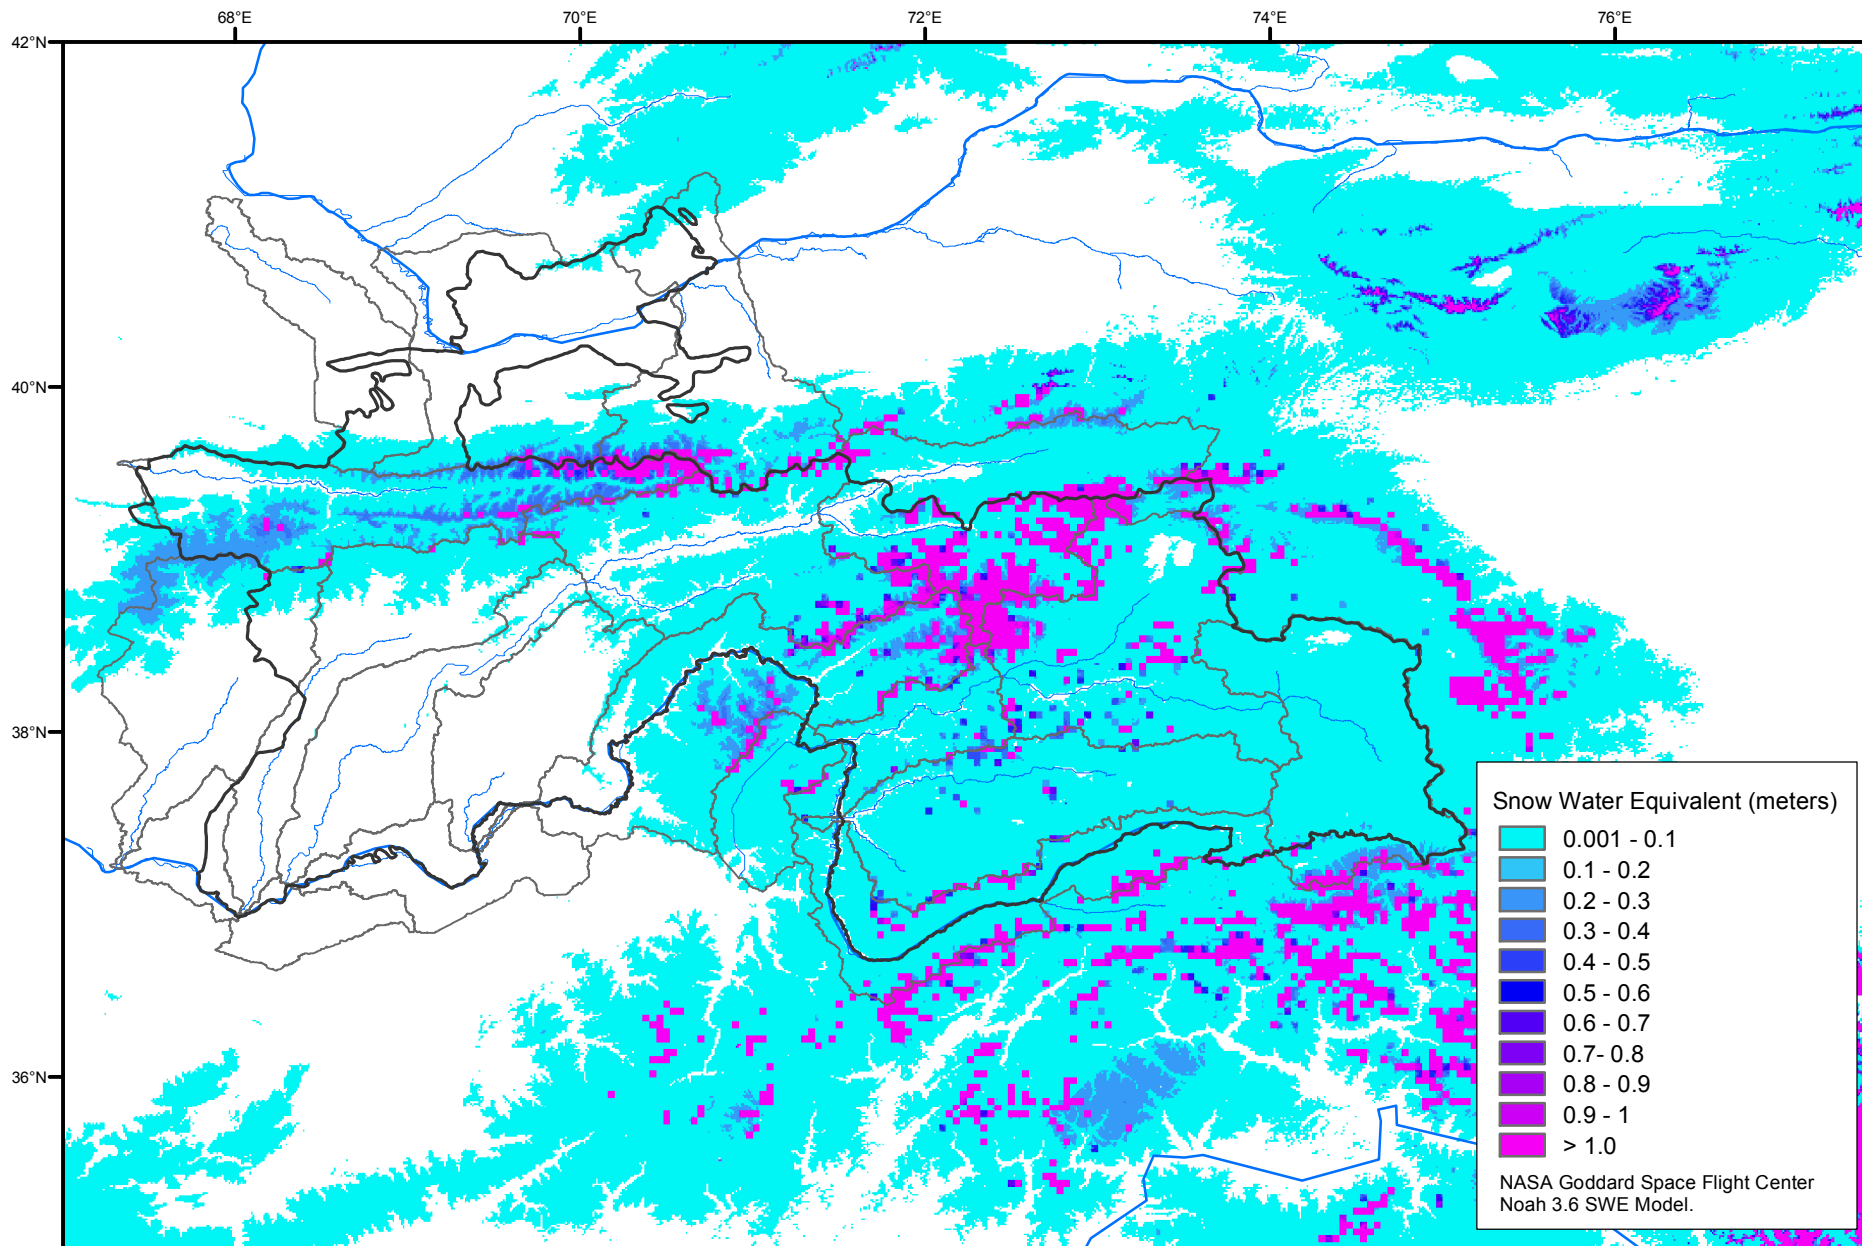 68°E
70°E
72°E
74°E
76°E
42°N
40°N
38°N
36°N
Snow Water Equivalent (meters)
0.001 - 0.1
0.1 - 0.2
0.2 - 0.3
0.3 - 0.4
0.4 - 0.5
0.5 - 0.6
0.6 - 0.7
0.7- 0.8
0.8 - 0.9
0.9 - 1
> 1.0
NASA Goddard Space Flight Center
Noah 3.6 SWE Model.